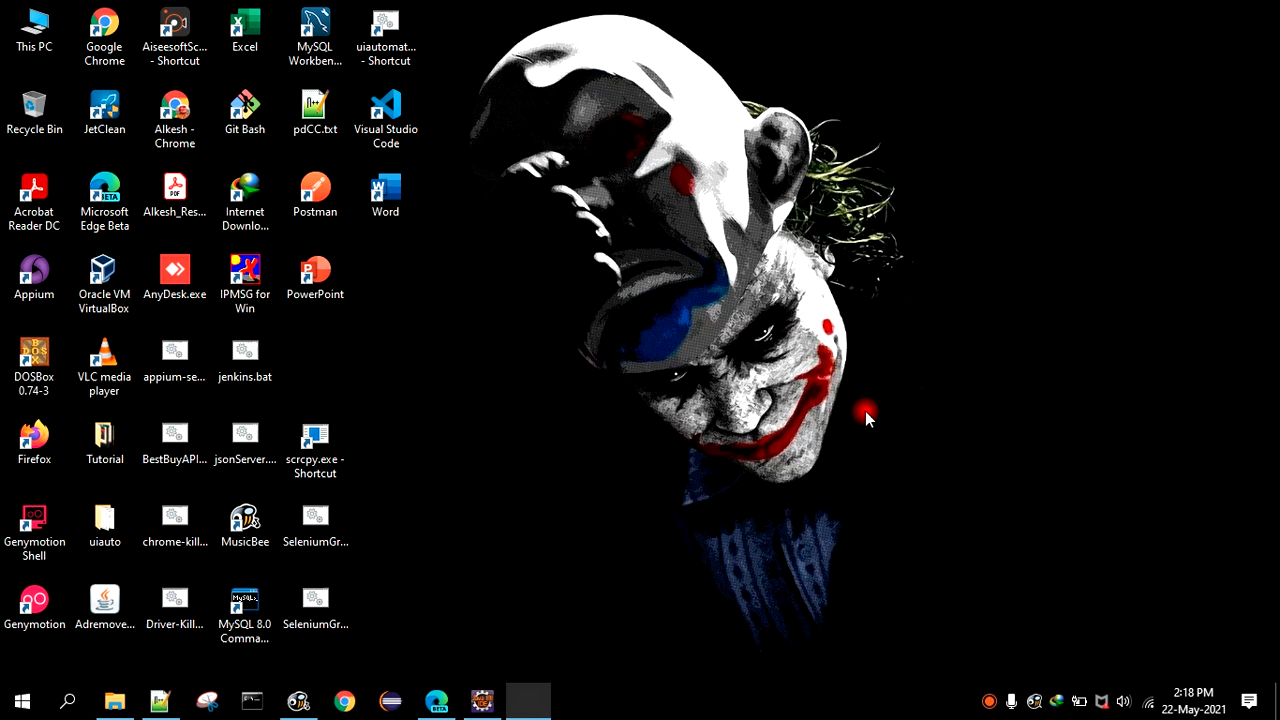 This PC
Google
Chrome
AiseesoftSc...
- Shortcut
Excel
MySQL
Workben...
uiautomat...
- Shortcut
Recycle Bin
JetClean
Alkesh -
Chrome
Git Bash
pdCC.txt
Visual Studio
Code
Acrobat
Reader DC
Microsoft
Edge Beta
Alkesh_Res...
Internet
Downlo...
Postman
Word
Appium
Oracle VM
VirtualBox
AnyDesk.exe
IPMSG for
Win
PowerPoint
DOSBox
0.74-3
VLC media
player
appium-se...
jenkins.bat
Firefox
Tutorial
BestBuyAPI...
jsonServer....
scrcpy.exe -
Shortcut
Genymotion
Shell
uiauto
chrome-kill...
MusicBee
SeleniumGr...
Genymotion
Adremove...
Driver-Kill...
MySQL 8.0
Comma...
SeleniumGr...
2:18 PM
22-May-2021